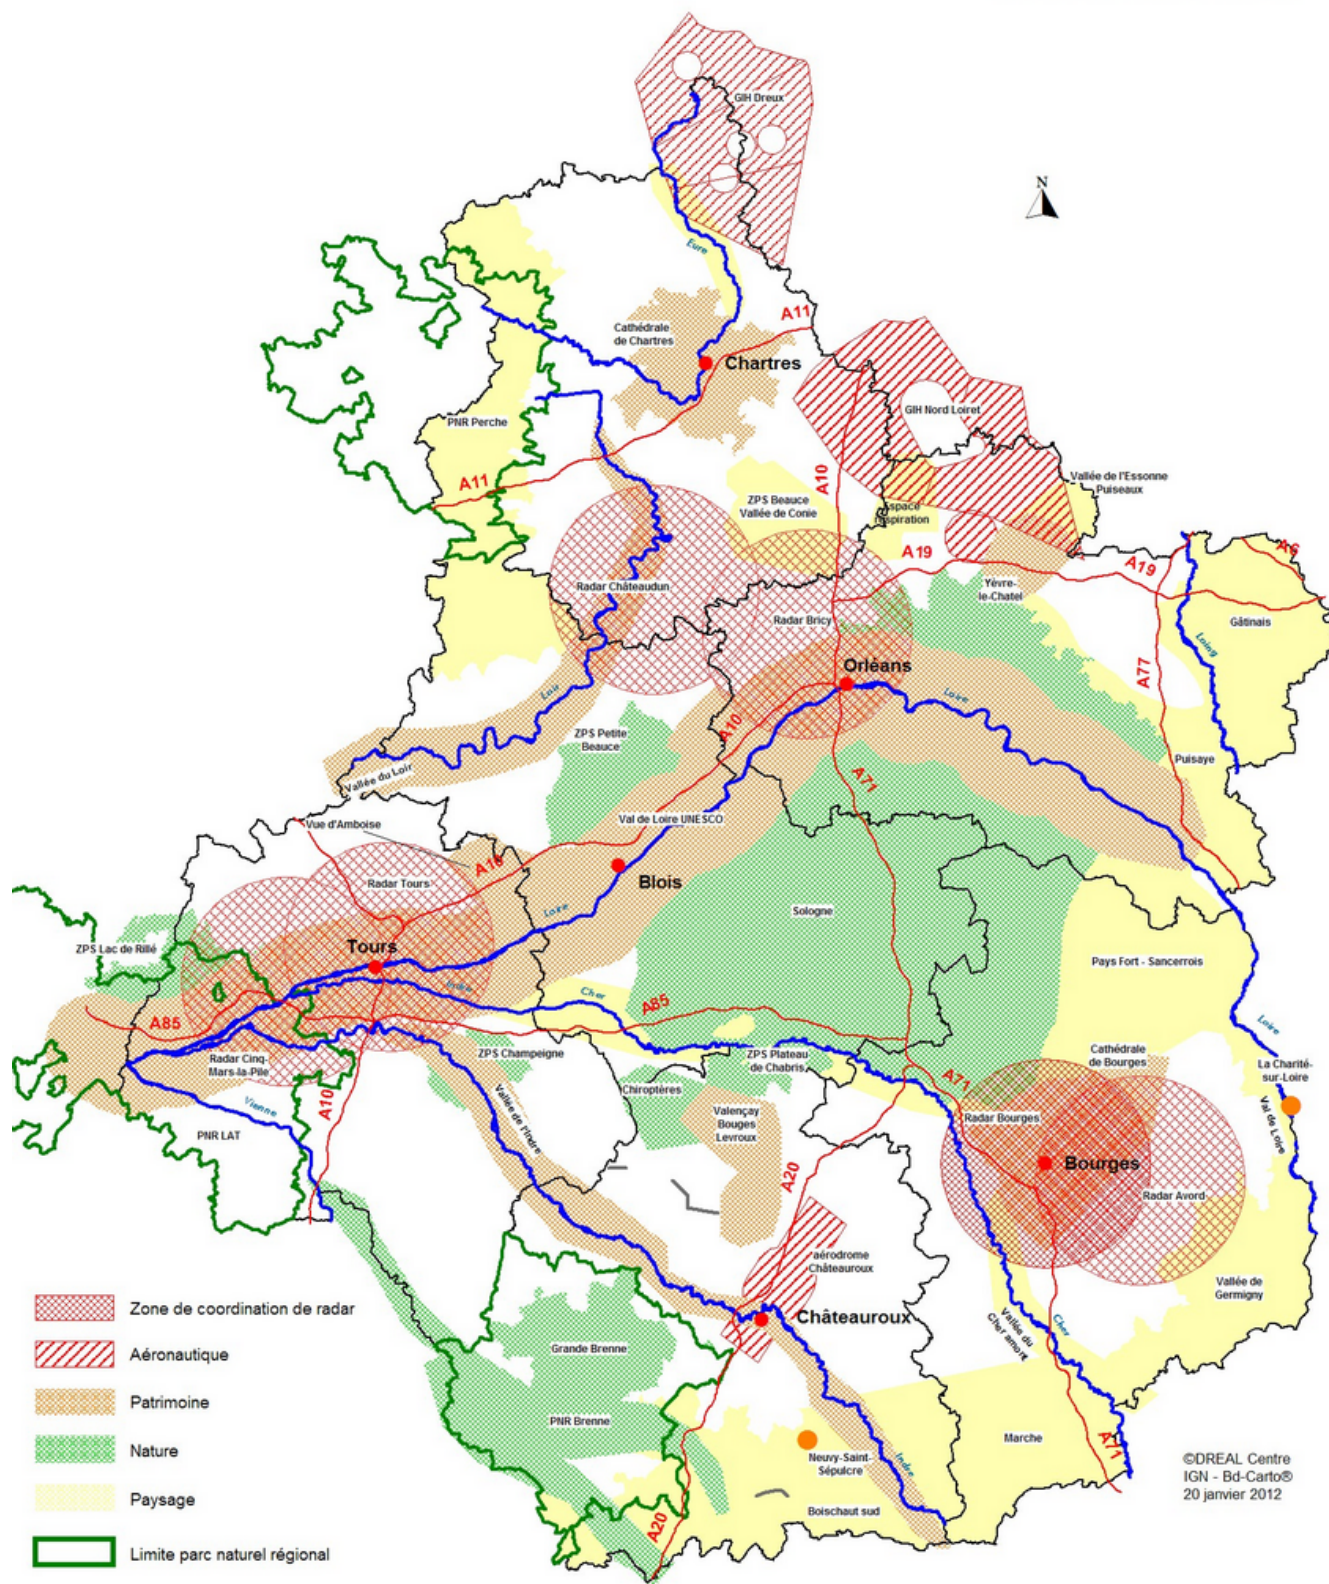 GIH Dreux
N
Eure
A11
Cathédrale
de Chartres
Chartres
GIH Nord Loiret
PNR Perche
A10
A11
Vallée de l'Essonne
Puiseaux
ZPS Beauce
Vallée de Conie
Espace
respiration
A19
A6
A19
Radar Châteaudun
Yèvre-
le-Chatel
Radar Bricy
Gâtinais
Loing
Orléans
A77
Loir
Loire
A10
ZPS Petite
Beauce
Vallée du Loir
Puisaye
A71
Val de Loire UNESCO
Vue d'Amboise
A10
Radar Tours
Blois
Loire
Sologne
ZPS Lac de Rillé
Tours
Pays Fort - Sancerrois
Cher
A85
A85
Loire
Radar Cinq-
Mars-la-Pile
ZPS Champeigne
ZPS Plateau
de Chabris
Cathédrale
de Bourges
La Charité-
sur-Loire
A71
Chiroptères
Vienne
A10
Vallée de l'Indre
Valençay
Bouges
Levroux
Radar Bourges
Val de Loire
PNR LAT
Bourges
A20
Radar Avord
aérodrome
Châteauroux
Vallée de
Germigny
Zone de coordination de radar
Châteauroux
Vallée du
Cher amont
Cher
Aéronautique
Grande Brenne
Patrimoine
PNR Brenne
Nature
Neuvy-Saint-
Sépulcre
Indre
Marche
A71
©DREAL Centre
IGN - Bd-Carto®
20 janvier 2012
Paysage
Boischaut sud
A20
Limite parc naturel régional